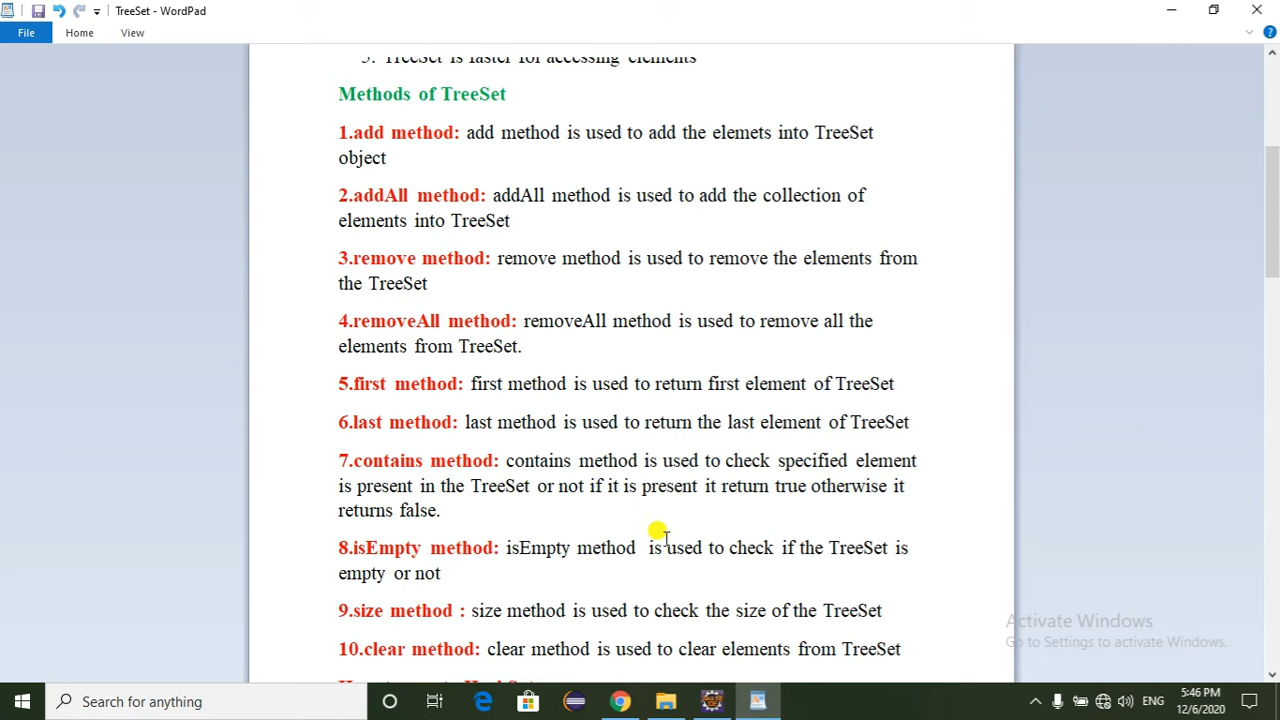 TreeSet - WordPad
File Home View
5. TreeSet is faster for accessing elements
Methods of TreeSet
1.add method: add method is used to add the elemets into TreeSet
object
2.addAll method: addAll method is used to add the collection of
elements into TreeSet
3.remove method: remove method is used to remove the elements from
the TreeSet
4.removeAll method: removeAll method is used to remove all the
elements from TreeSet.
5.first method: first method is used to return first element of TreeSet
6.last method: last method is used to return the last element of TreeSet
7.contains method: contains method is used to check specified element
is present in the TreeSet or not if it is present it return true otherwise it
returns false.
8.isEmpty method: isEmpty method is used to check if the TreeSet is
empty or not
9.size method : size method is used to check the size of the TreeSet
10.clear method: clear method is used to clear elements from TreeSet
Activate Windows
Go to Settings to activate Windows.
Search for anything
ENG
5:46 PM
12/6/2020